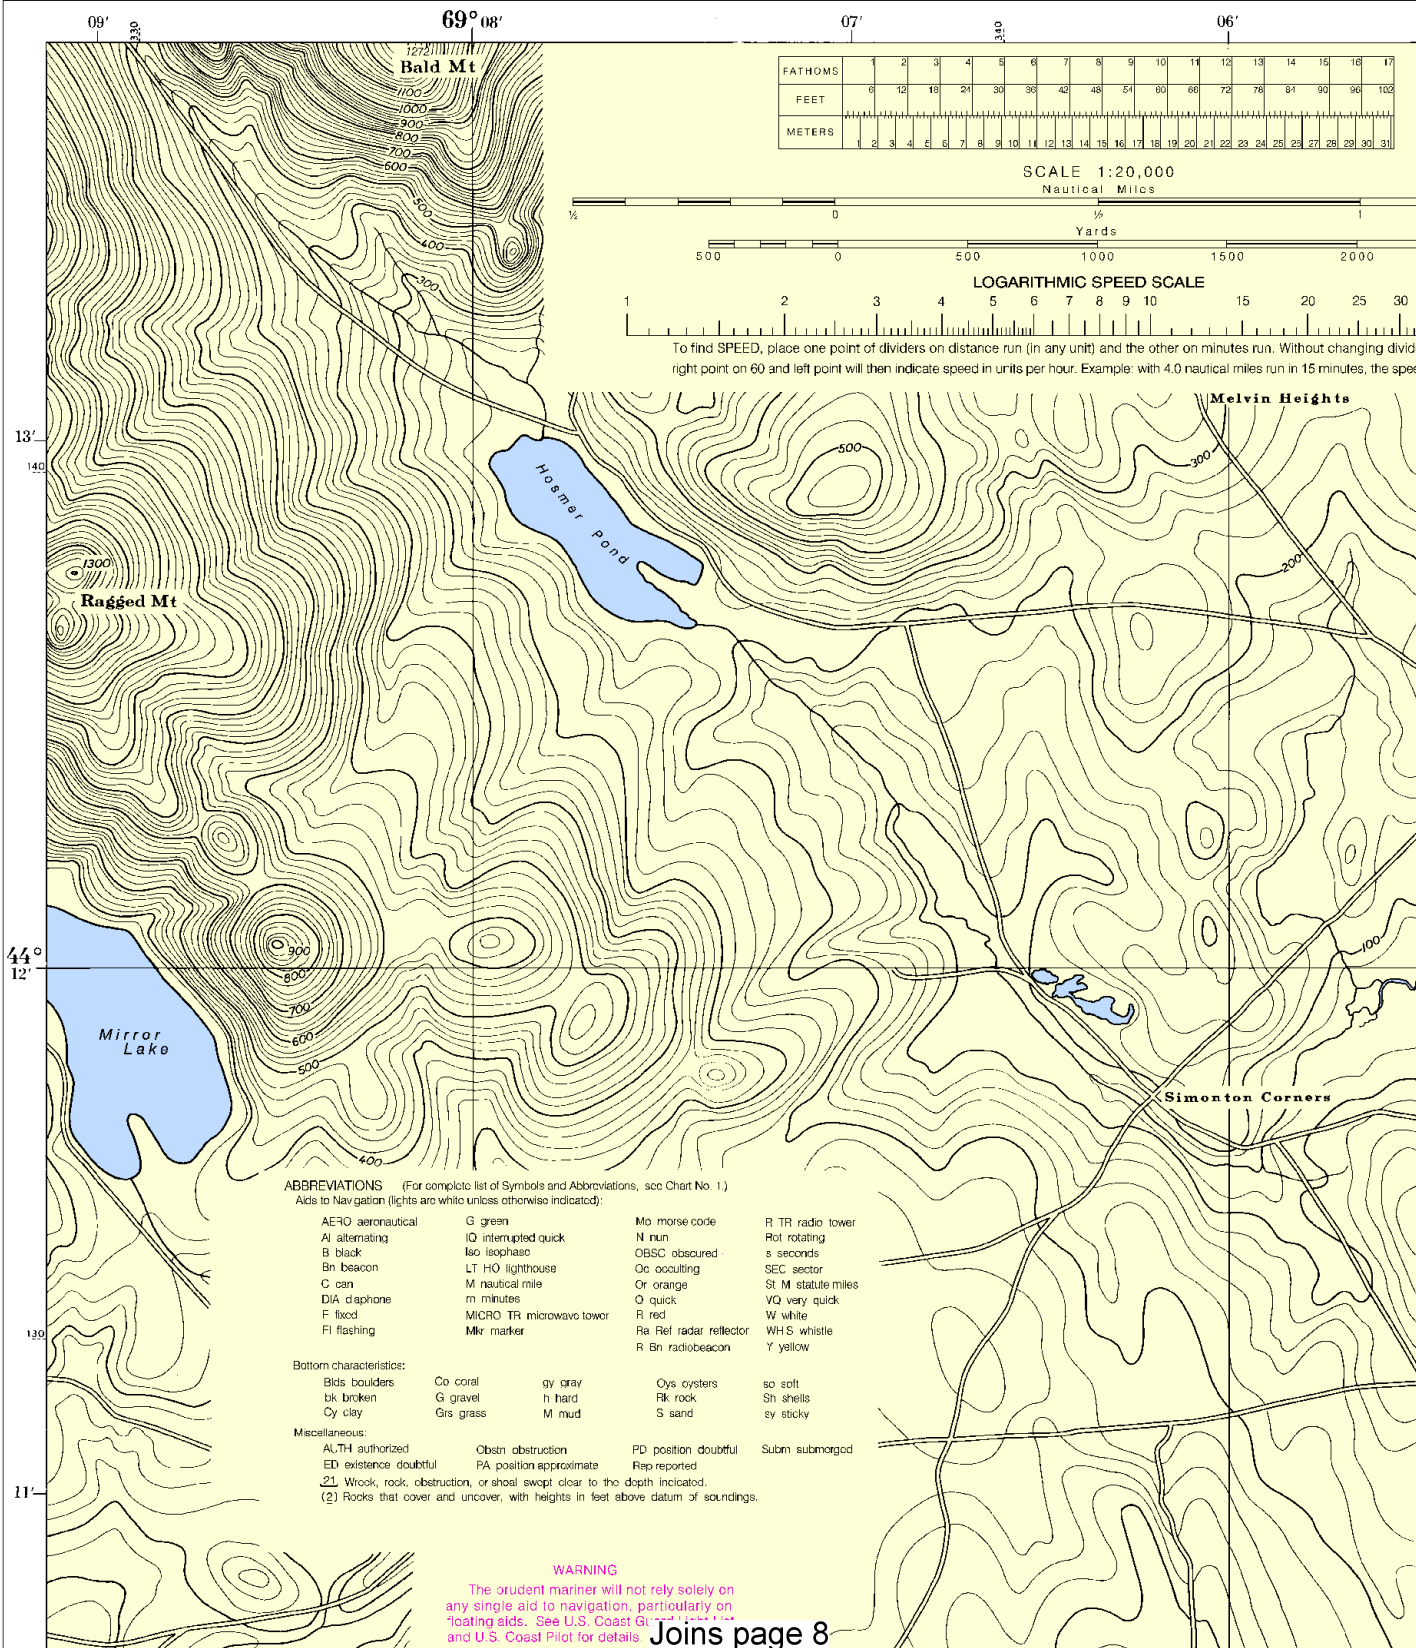 09' 69° 08' 07' 06'
330 340
1272
Bald Mt
1100
1000
900
800
700
600
500
400
300
FATHOMS 1 2 3 4 5 6 7 8 9 10 11 12 13 14 15 16 17
FEET 6 12 18 24 30 36 42 48 54 60 66 72 78 84 90 96 102
METERS 1 2 3 4 5 6 7 8 9 10 11 12 13 14 15 16 17 18 19 20 21 22 23 24 25 26 27 28 29 30 31
SCALE 1:20,000
Nautical Miles
½ 0 ½ 1
Yards
500 0 500 1000 1500 2000
LOGARITHMIC SPEED SCALE
1 2 3 4 5 6 7 8 9 10 15 20 25 30
To find SPEED, place one point of dividers on distance run (in any unit) and the other on minutes run. Without changing divid
right point on 60 and left point will then indicate speed in units per hour. Example: with 4.0 nautical miles run in 15 minutes, the spee
Melvin Heights
13'
140
500
300
200
Hosmer Pond
1300
Ragged Mt
44°
12'
900
800
700
600
500
400
100
Mirror
Lake
Simonton Corners
ABBREVIATIONS (For complete list of Symbols and Abbreviations, see Chart No. 1.)
Aids to Navigation (lights are white unless otherwise indicated):
AERO aeronautical G green Mo morse code R TR radio tower
Al alternating IQ interrupted quick N nun Rot rotating
B black Iso isophase OBSC obscured s seconds
Bn beacon LT HO lighthouse Oc occulting SEC sector
C can M nautical mile Or orange St M statute miles
DIA diaphone m minutes Q quick VQ very quick
F fixed MICRO TR microwave tower R red W white
Fl flashing Mkr marker Ra Ref radar reflector WHIS whistle
R Bn radiobeacon Y yellow
Bottom characteristics:
Blds boulders Co coral gy gray Oys oysters so soft
bk broken G gravel h hard Rk rock Sh shells
Cy clay Grs grass M mud S sand sy sticky
Miscellaneous:
AUTH authorized Obstn obstruction PD position doubtful Subm submerged
ED existence doubtful PA position approximate Rep reported
21 Wreck, rock, obstruction, or shoal swept clear to the depth indicated.
(2) Rocks that cover and uncover, with heights in feet above datum of soundings.
139
11'
WARNING
The prudent mariner will not rely solely on
any single aid to navigation, particularly on
floating aids. See U.S. Coast Guard Light List
and U.S. Coast Pilot for details.
Joins page 8